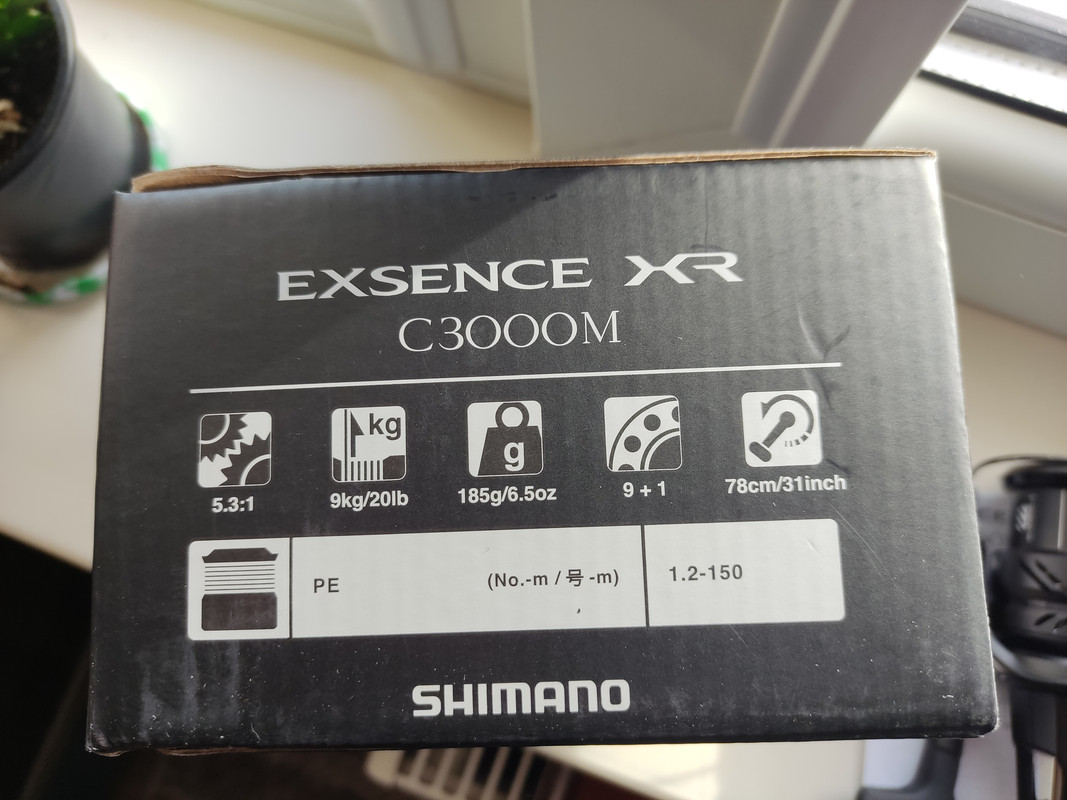 EXSENCE XR
C3000M
kg
g
5.3:1 9kg/20lb 185g/6.5oz 9 + 1 78cm/31inch
PE (No.-m / 号 -m) 1.2-150
SHIMANO